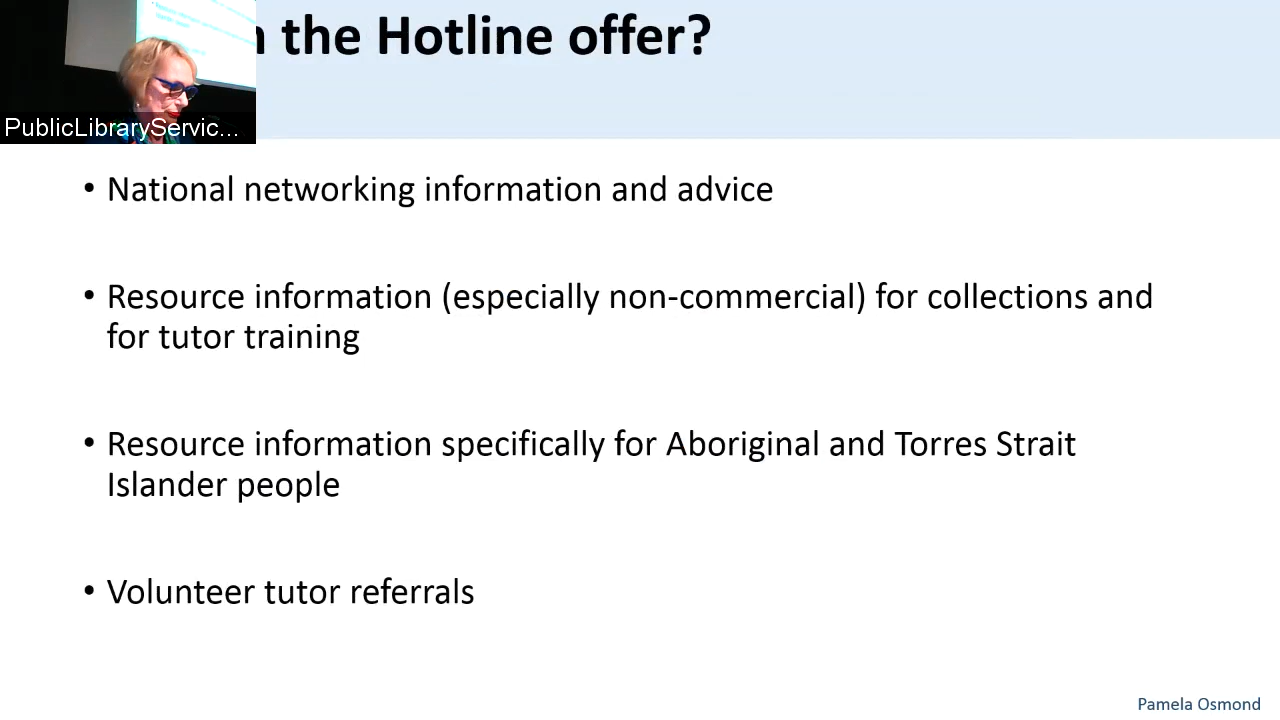 the Hotline offer?
PublicLibraryServic...
• National networking information and advice
• Resource information (especially non-commercial) for collections and
for tutor training
• Resource information specifically for Aboriginal and Torres Strait
Islander people
• Volunteer tutor referrals
Pamela Osmond